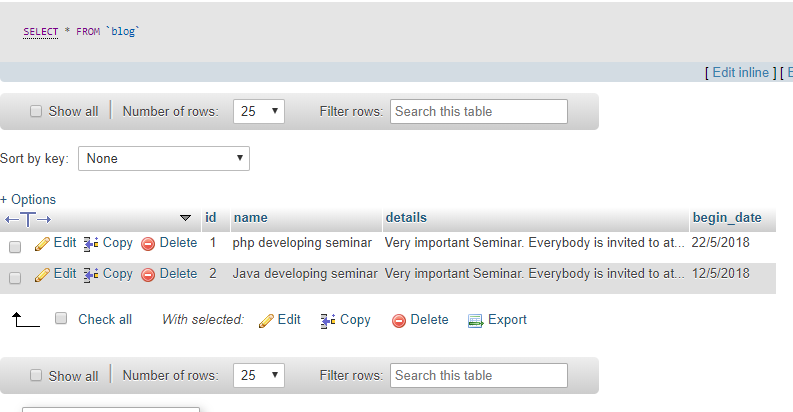 SELECT * FROM `blog`
[ Edit inline ] [ E
Show all Number of rows: 25 Filter rows: Search this table
Sort by key: None
+ Options
id name details begin_date
Edit Copy Delete 1 php developing seminar Very important Seminar. Everybody is invited to at... 22/5/2018
Edit Copy Delete 2 Java developing seminar Very important Seminar. Everybody is invited to at... 12/5/2018
Check all With selected: Edit Copy Delete Export
Show all Number of rows: 25 Filter rows: Search this table